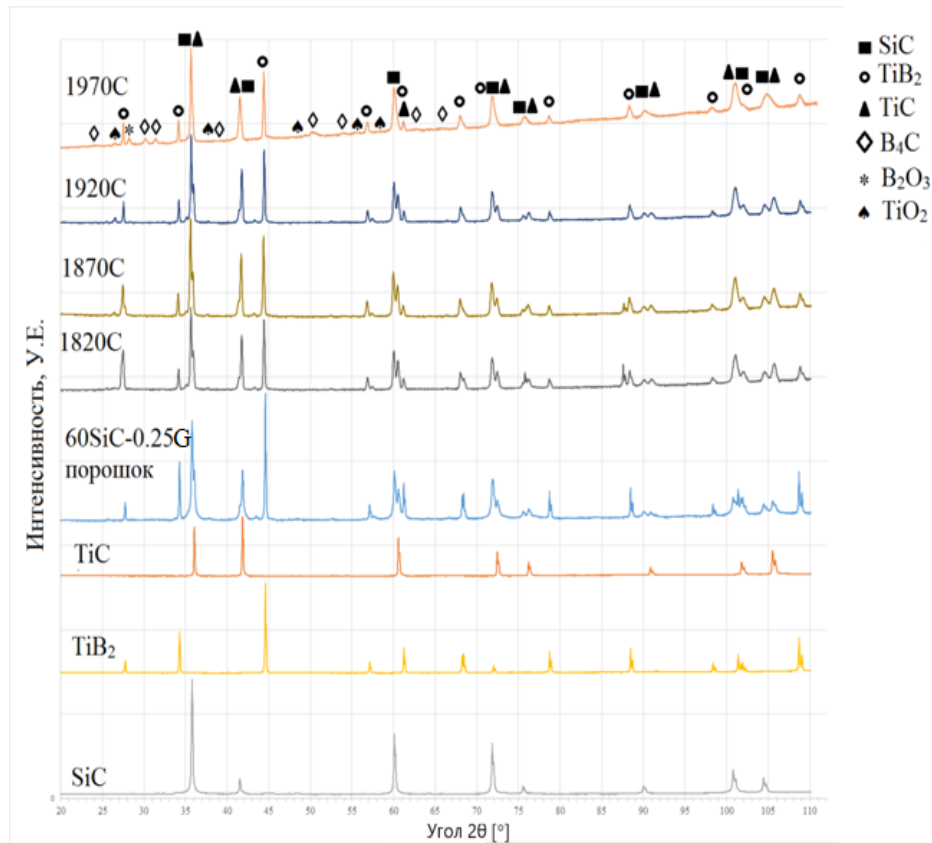 1970C
1920C
1870C
1820C
60SiC-0.25G
порошок
TiC
TiB₂
SiC
Интенсивность, У.Е.
0
20 25 30 35 40 45 50 55 60 65 70 75 80 85 90 95 100 105 110
Угол 2θ [°]
■ SiC
TiB₂
▲ TiC
◊ B₄C
* B₂O₃
♠ TiO₂